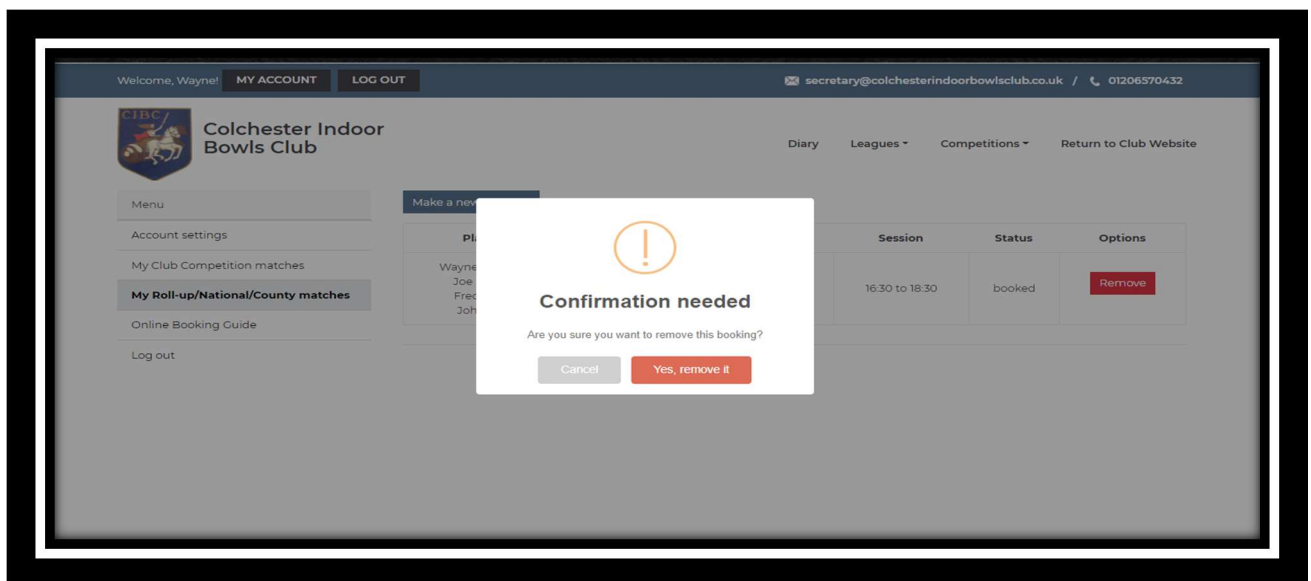 Welcome, Wayne! MY ACCOUNT LOG OUT secretary@colchesterindoorbowlsclub.co.uk / 01206570432
CIBC
Colchester Indoor
Bowls Club
Diary Leagues Competitions Return to Club Website
Menu
Account settings
My Club Competition matches
My Roll-up/National/County matches
Online Booking Guide
Log out
Make a new
Session Status Options
Wayne
Joe
16:30 to 18:30 booked Remove
Confirmation needed
Are you sure you want to remove this booking?
Cancel Yes, remove it